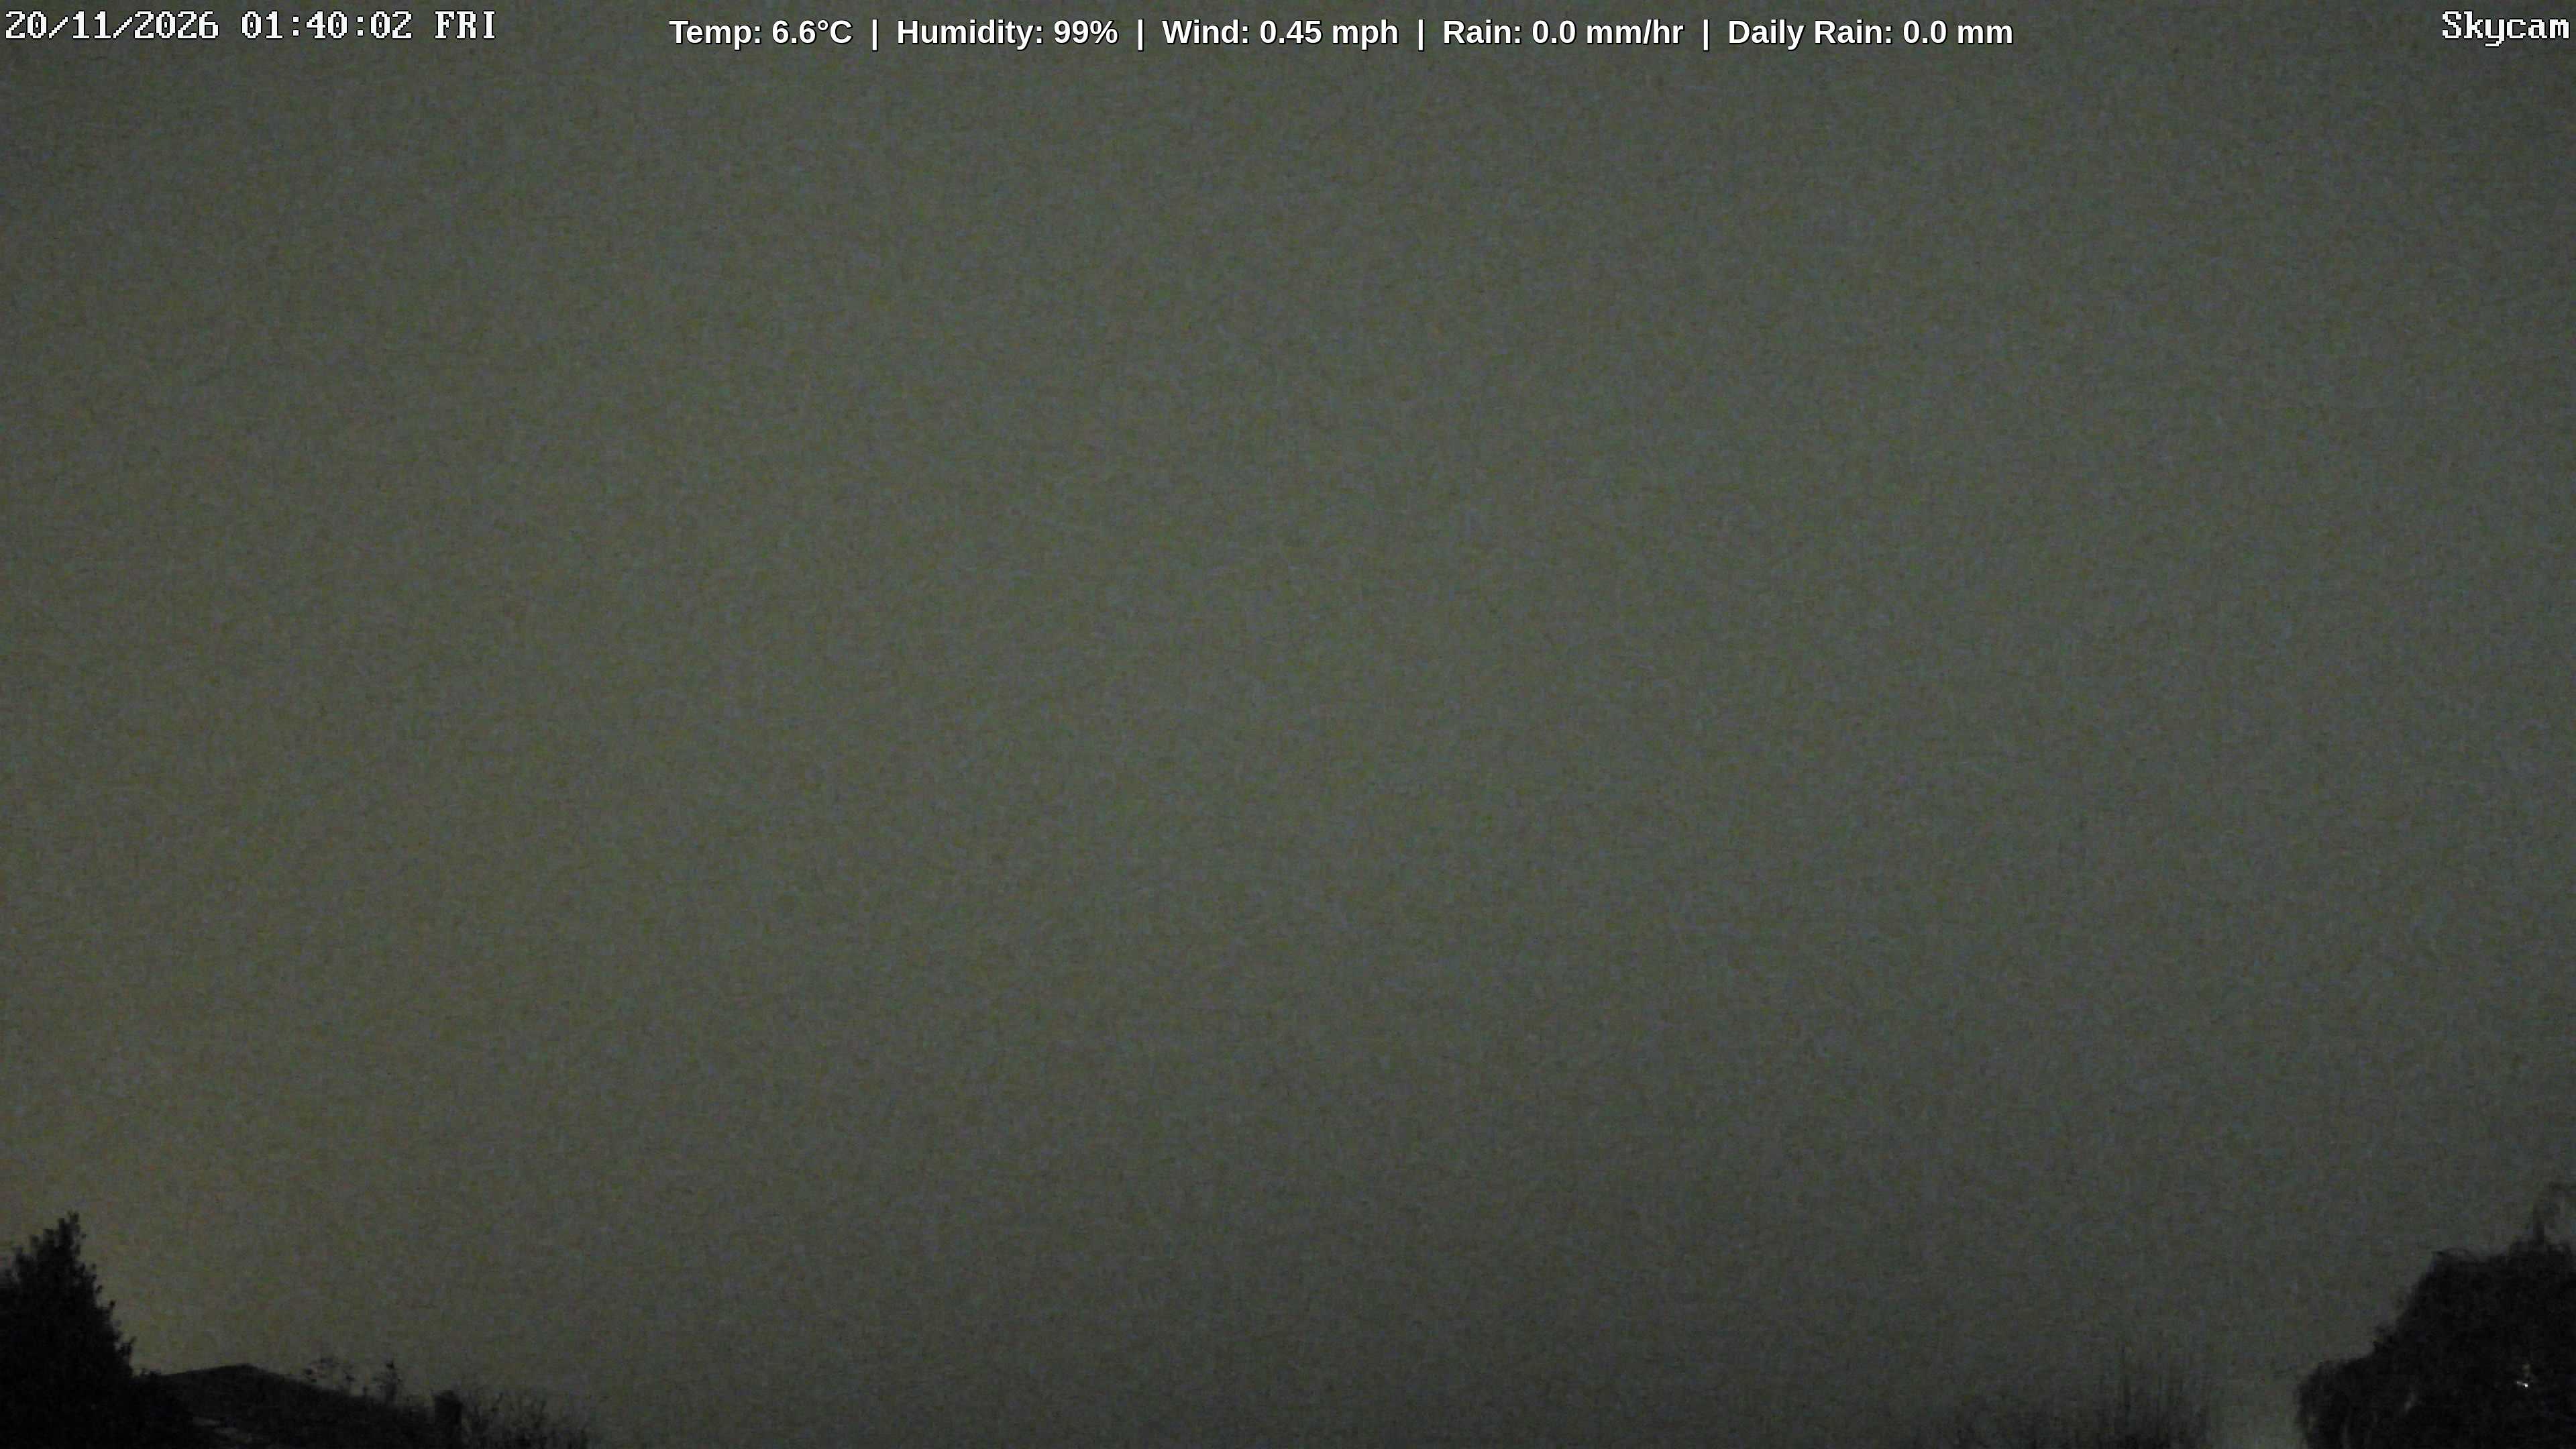 20/11/2026 01:40:02 FRI
Temp: 6.6°C | Humidity: 99% | Wind: 0.45 mph | Rain: 0.0 mm/hr | Daily Rain: 0.0 mm
Skycam